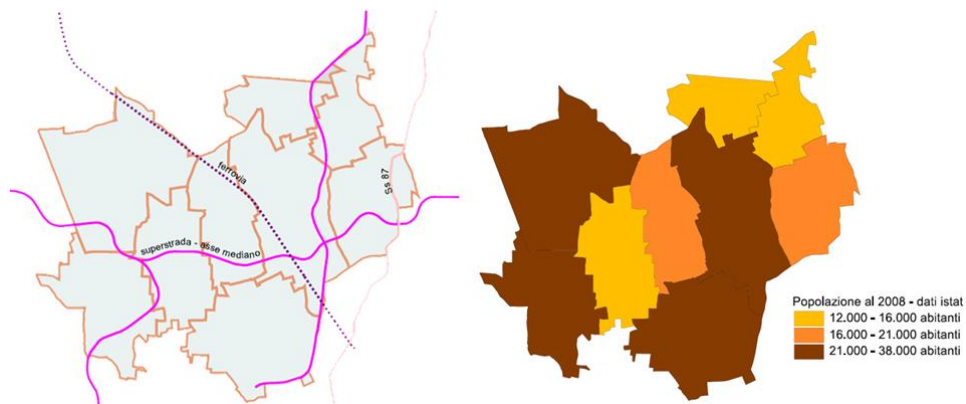 ferrovia
Ss 87
superstrada - asse mediano
Popolazione al 2008 - dati istat
12.000 - 16.000 abitanti
16.000 - 21.000 abitanti
21.000 - 38.000 abitanti